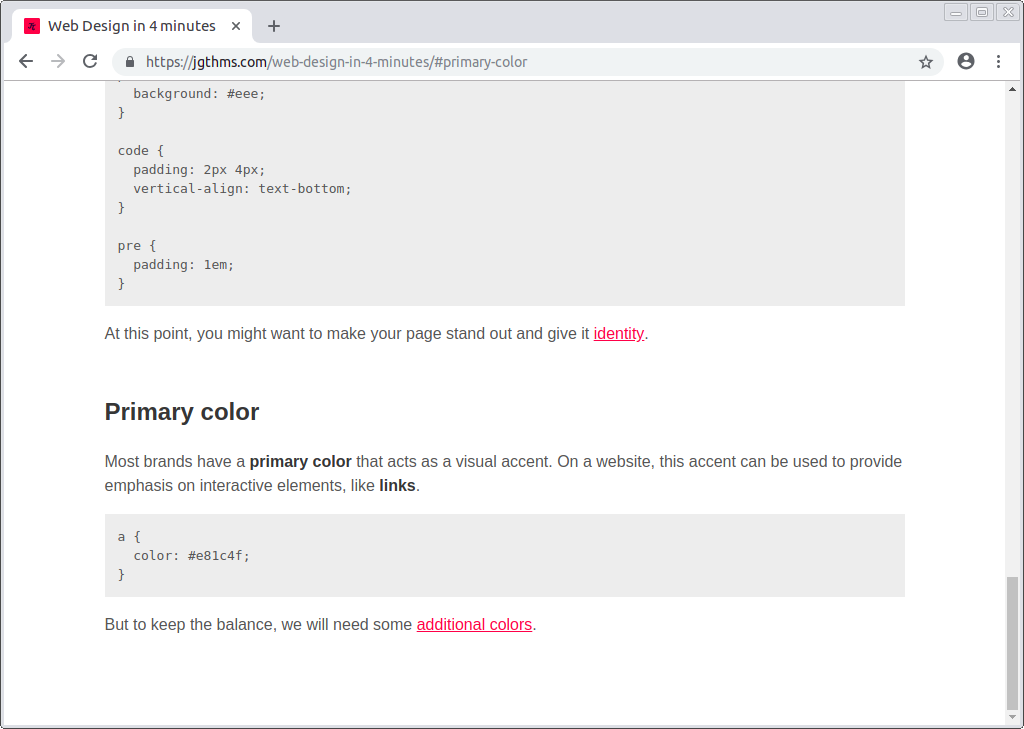 Web Design in 4 minutes
https://jgthms.com/web-design-in-4-minutes/#primary-color
background: #eee;
}
code {
padding: 2px 4px;
vertical-align: text-bottom;
}
pre {
padding: 1em;
}
At this point, you might want to make your page stand out and give it identity.
Primary color
Most brands have a primary color that acts as a visual accent. On a website, this accent can be used to provide
emphasis on interactive elements, like links.
a {
color: #e81c4f;
}
But to keep the balance, we will need some additional colors.